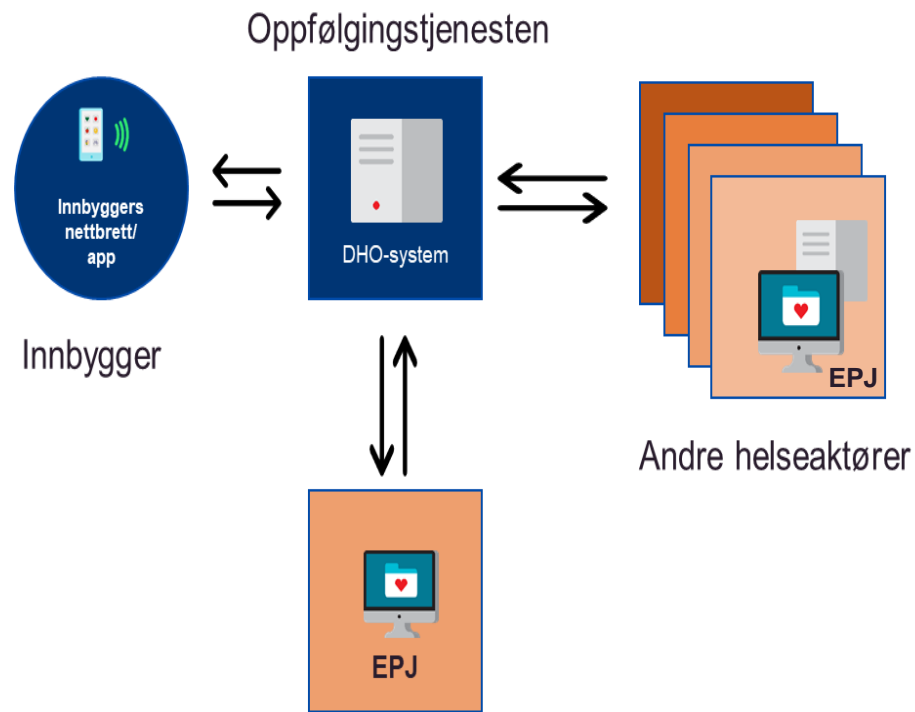 Oppfølgingstjenesten
Innbyggers
nettbrett/
app
DHO-system
EPJ
Innbygger
Andre helseaktører
EPJ